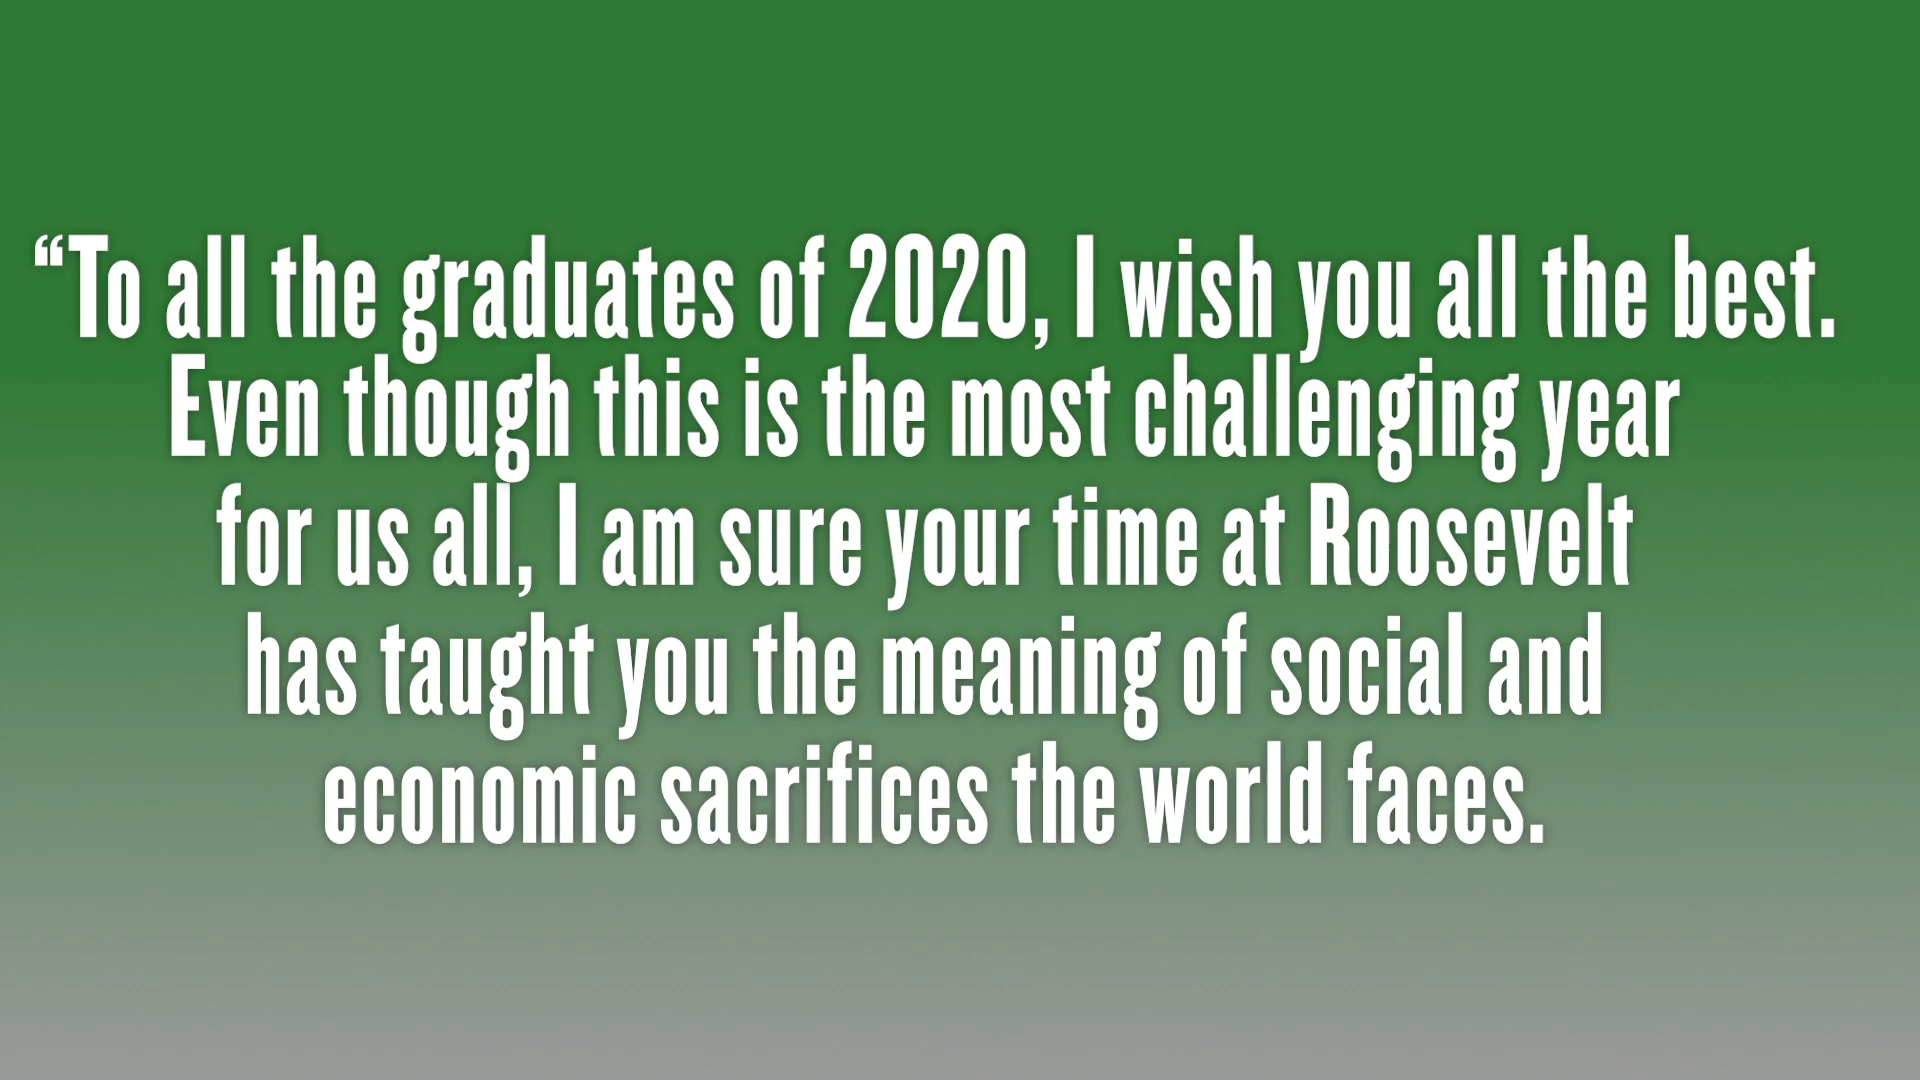 “To all the graduates of 2020, I wish you all the best.
Even though this is the most challenging year
for us all, I am sure your time at Roosevelt
has taught you the meaning of social and
economic sacrifices the world faces.